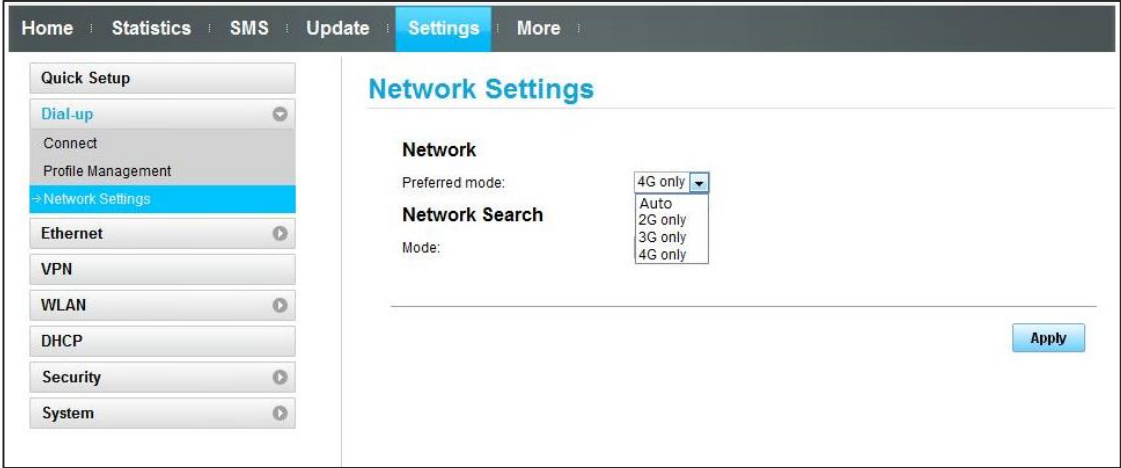 Home Statistics SMS Update Settings More
Quick Setup
Dial-up
Connect
Profile Management
Network Settings
Ethernet
VPN
WLAN
DHCP
Security
System
Network Settings
Network
Preferred mode: 4G only
Auto
2G only
3G only
4G only
Network Search
Mode:
Apply